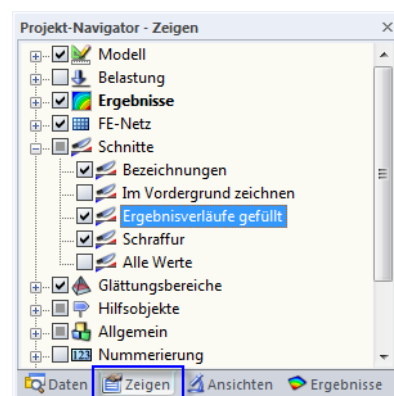 Projekt-Navigator - Zeigen
Modell
Belastung
Ergebnisse
FE-Netz
Schnitte
Bezeichnungen
Im Vordergrund zeichnen
Ergebnisverläufe gefüllt
Schraffur
Alle Werte
Glättungsbereiche
Hilfsobjekte
Allgemein
123 Nummerierung
Daten Zeigen Ansichten Ergebnisse